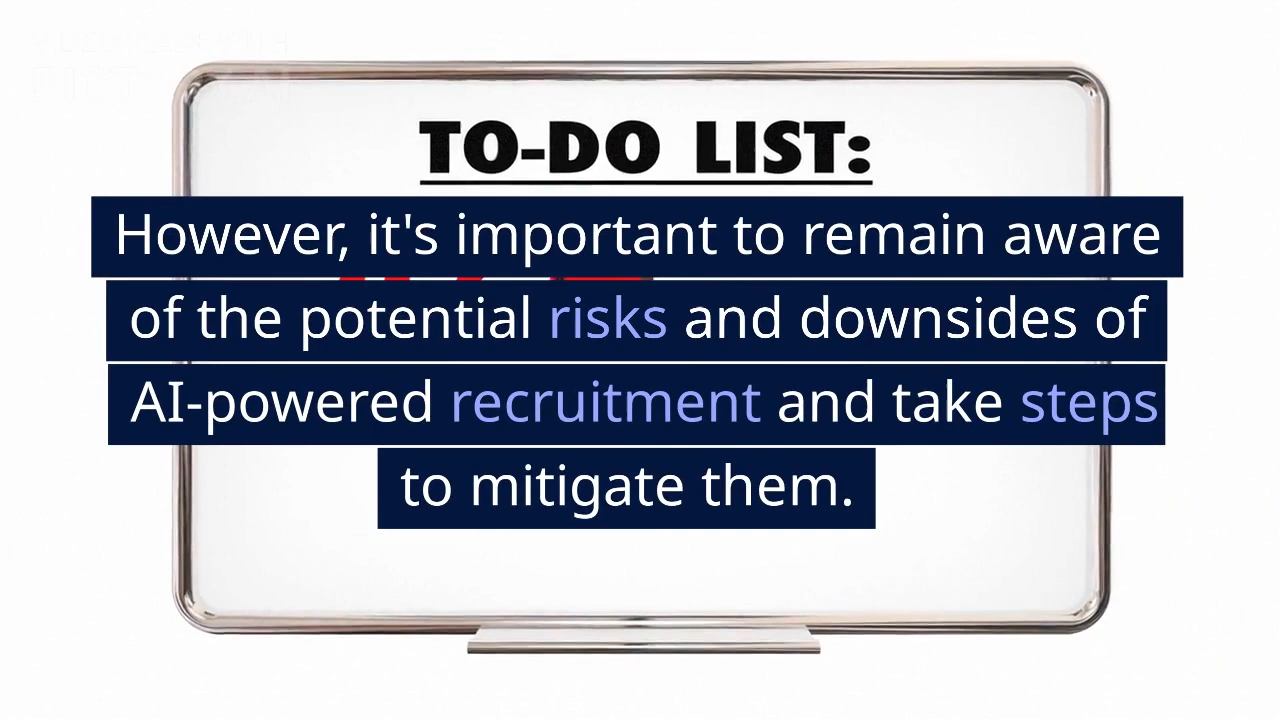 TO-DO LIST:
However, it's important to remain aware
of the potential risks and downsides of
AI-powered recruitment and take steps
to mitigate them.